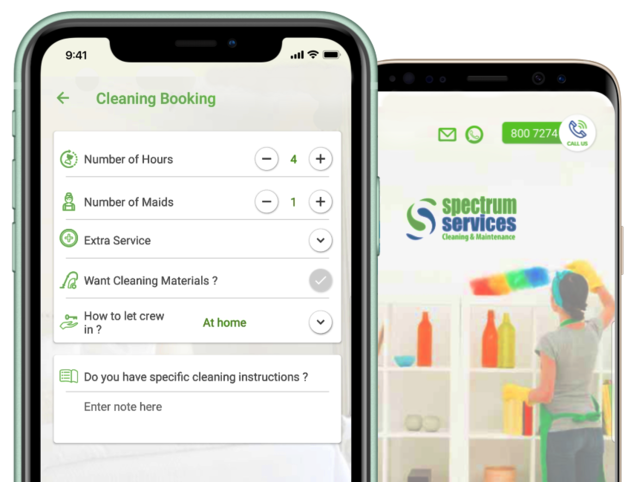 9:41
Cleaning Booking
Number of Hours
4
Number of Maids
1
Extra Service
Want Cleaning Materials ?
How to let crew
in ?
At home
Do you have specific cleaning instructions ?
Enter note here
800 7274
CALL US
spectrum
services
Cleaning & Maintenance